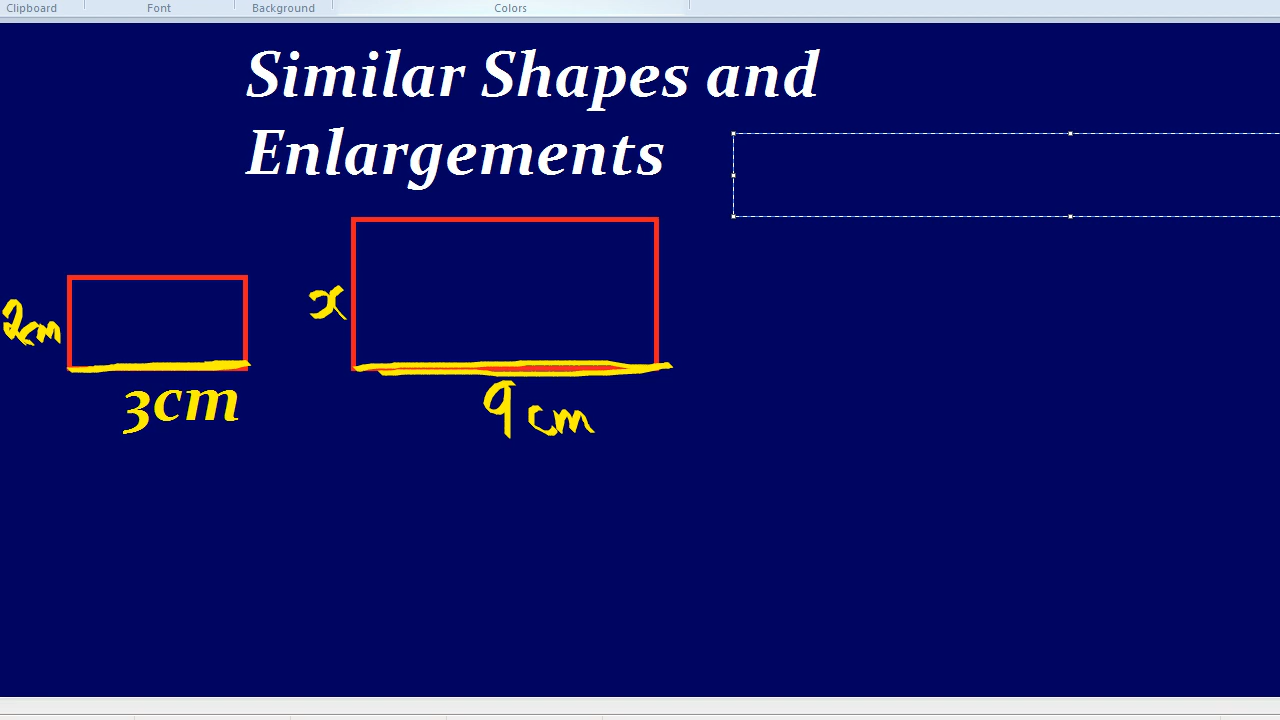 Clipboard Font Background Colors
Similar Shapes and
Enlargements
2cm
x
3cm
9cm